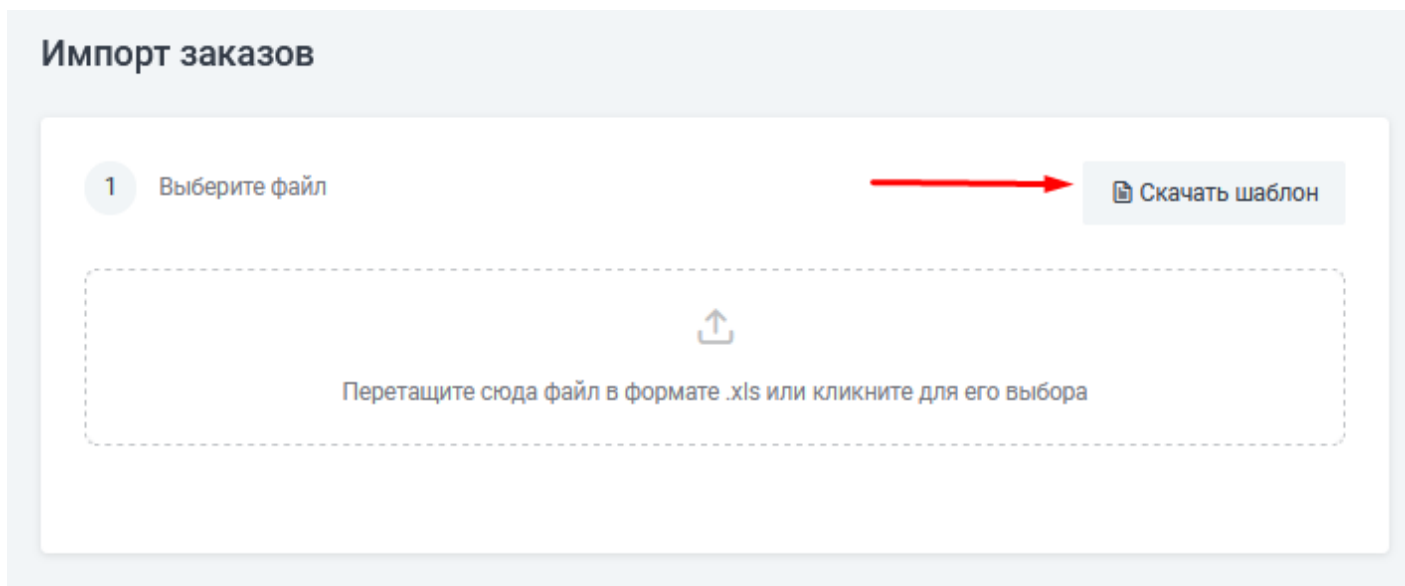 Импорт заказов
1 Выберите файл
Скачать шаблон
Перетащите сюда файл в формате .xls или кликните для его выбора